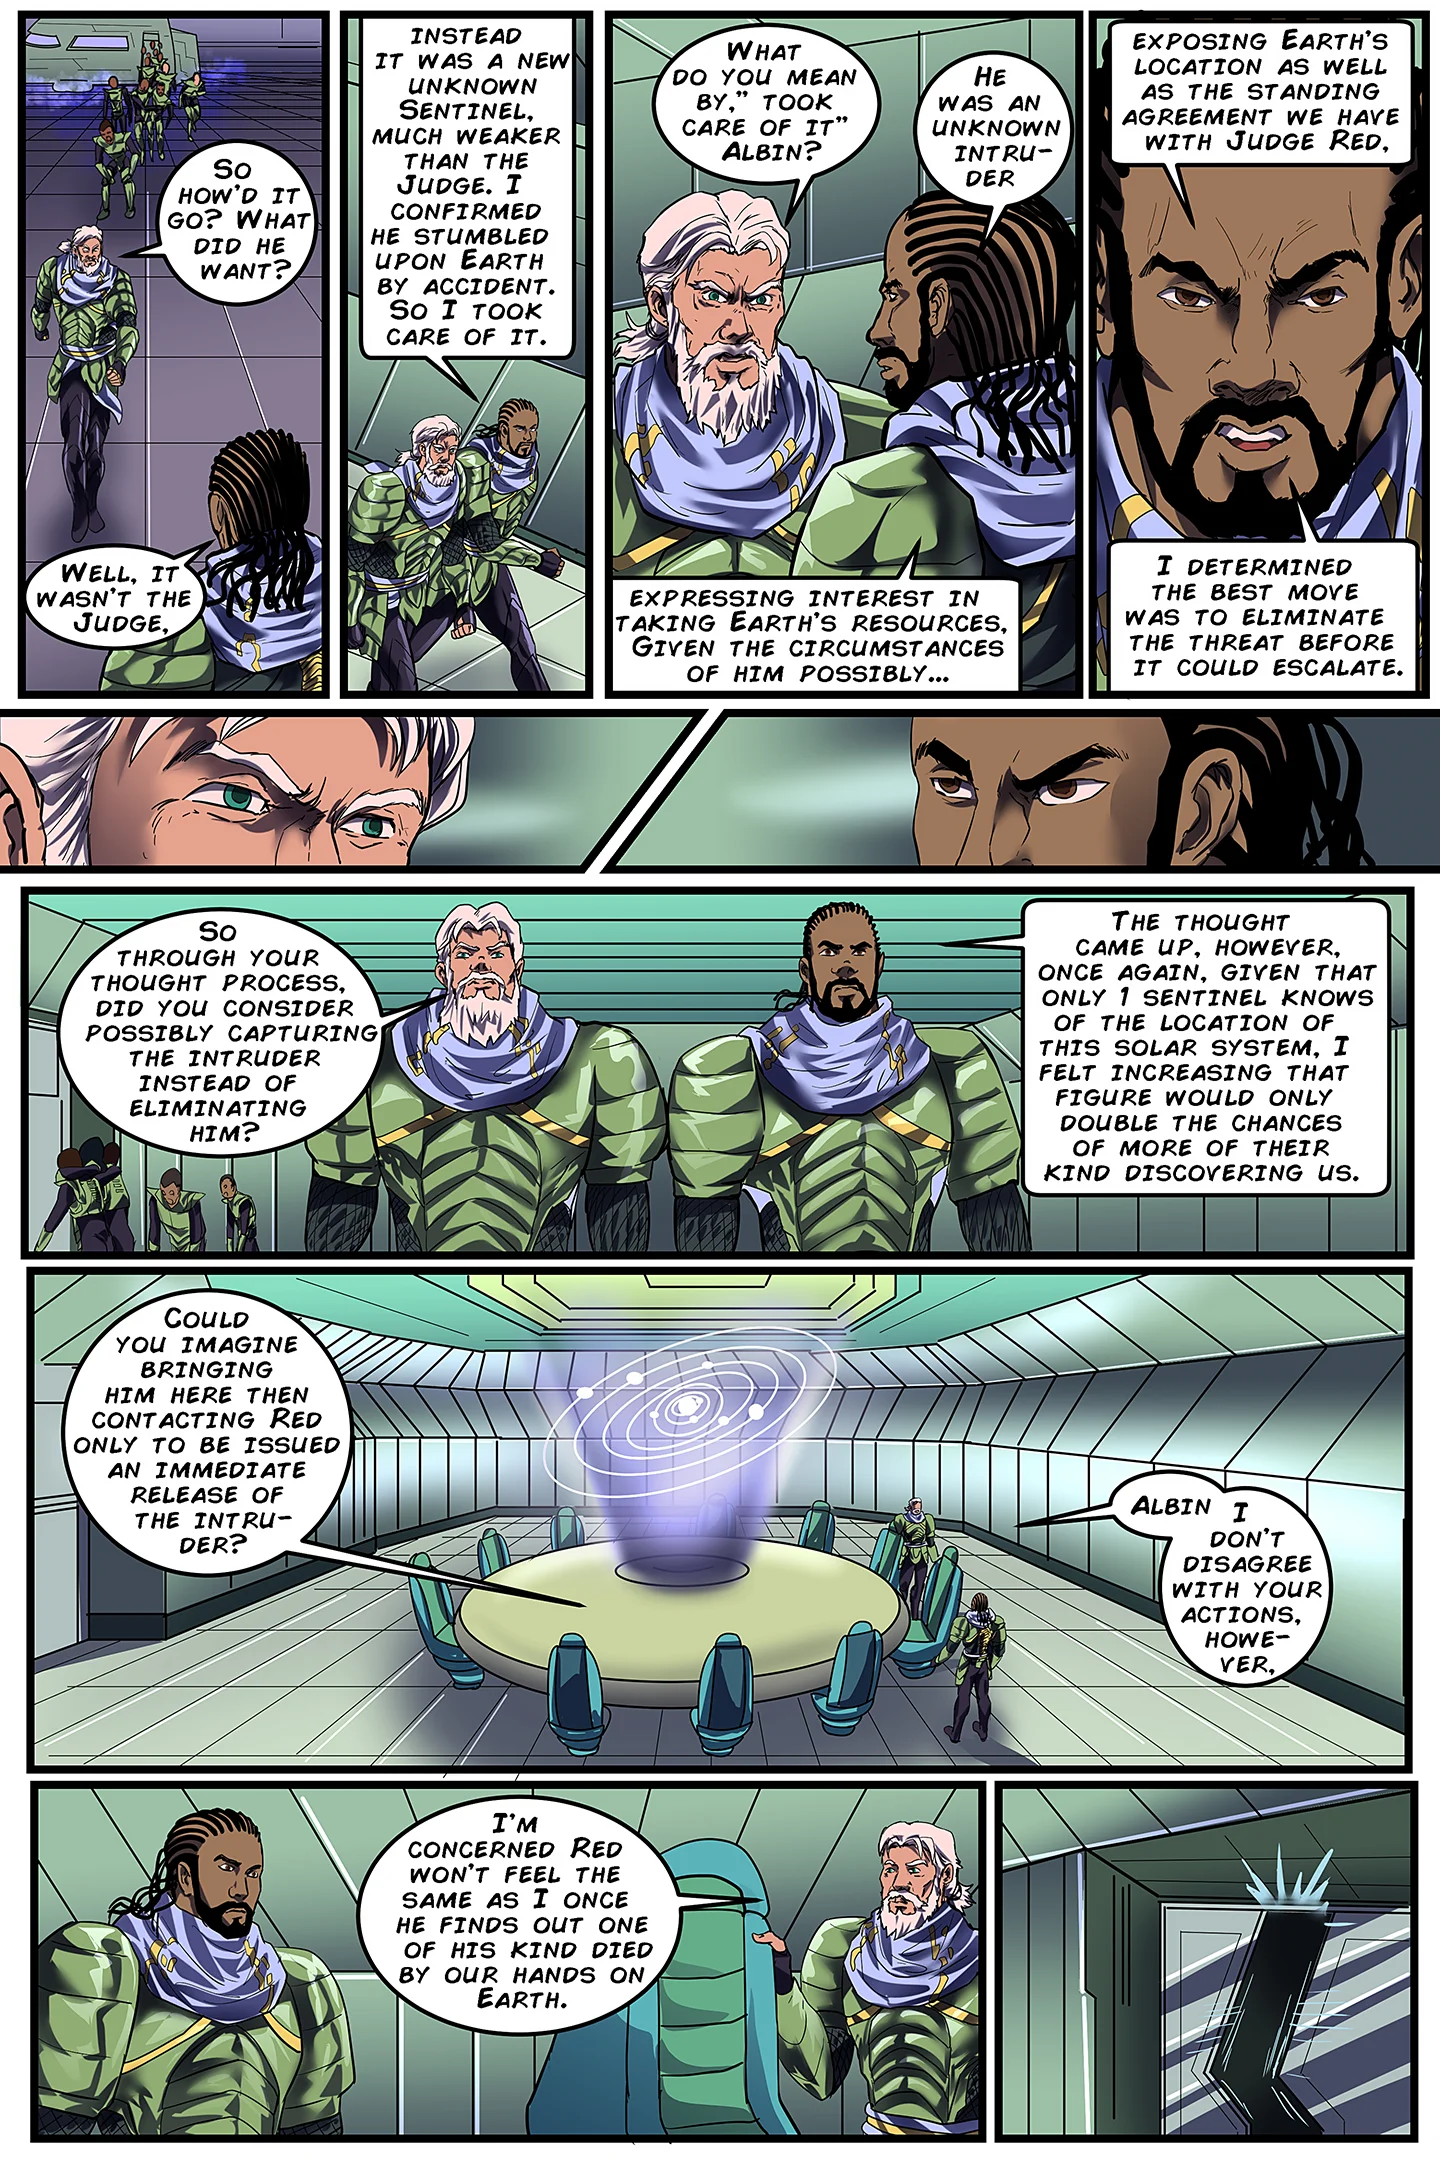 So
how'd it
go? What
did he
want?
Well, it
wasn't the
Judge,
instead
it was a new
unknown
Sentinel,
much weaker
than the
Judge. I
confirmed
he stumbled
upon Earth
by accident.
So I took
care of it.
What
do you mean
by," took
care of it"
Albin?
He
was an
unknown
intru-
der
expressing interest in
taking Earth's resources,
Given the circumstances
of him possibly...
exposing Earth's
location as well
as the standing
agreement we have
with Judge Red,
I determined
the best move
was to eliminate
the threat before
it could escalate.
So
through your
thought process,
did you consider
possibly capturing
the intruder
instead of
eliminating
him?
The thought
came up, however,
once again, given that
only 1 sentinel knows
of the location of
this solar system, I
felt increasing that
figure would only
double the chances
of more of their
kind discovering us.
Could
you imagine
bringing
him here then
contacting Red
only to be issued
an immediate
release of
the intru-
der?
Albin I
don't
disagree
with your
actions,
howe-
ver,
I'm
concerned Red
won't feel the
same as I once
he finds out one
of his kind died
by our hands on
Earth.